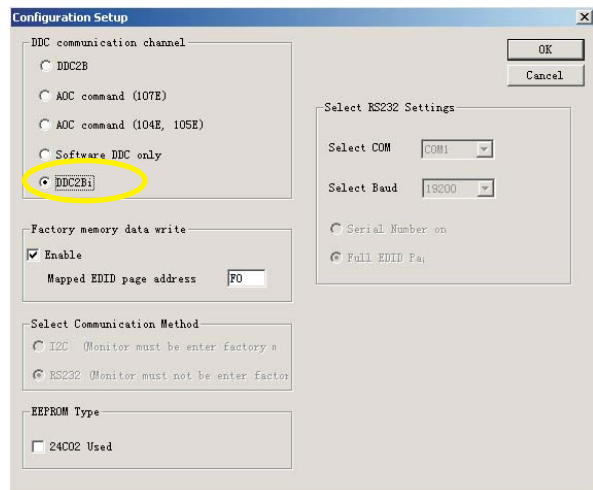 Configuration Setup
DDC communication channel
DDC2B
AOC command (107E)
AOC command (104E, 105E)
Software DDC only
DDC2Bi
Factory memory data write
Enable
Mapped EDID page address F0
Select Communication Method
I2C (Monitor must be enter factory m
RS232 (Monitor must not be enter factor
EEPROM Type
24C02 Used
OK
Cancel
Select RS232 Settings
Select COM COM1
Select Baud 19200
Serial Number on
Full EDID Pa